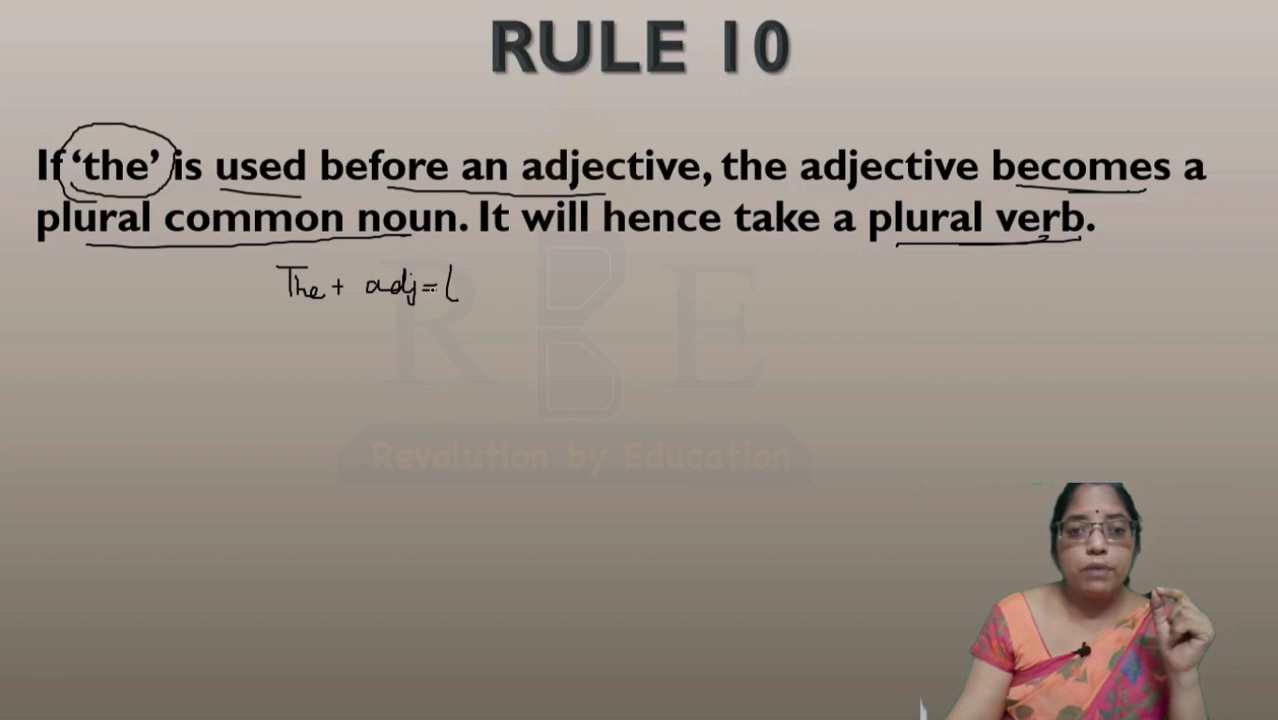 RULE 10
If ‘the’ is used before an adjective, the adjective becomes a
plural common noun. It will hence take a plural verb.
The + adj = (
R B E
Revolution by Education